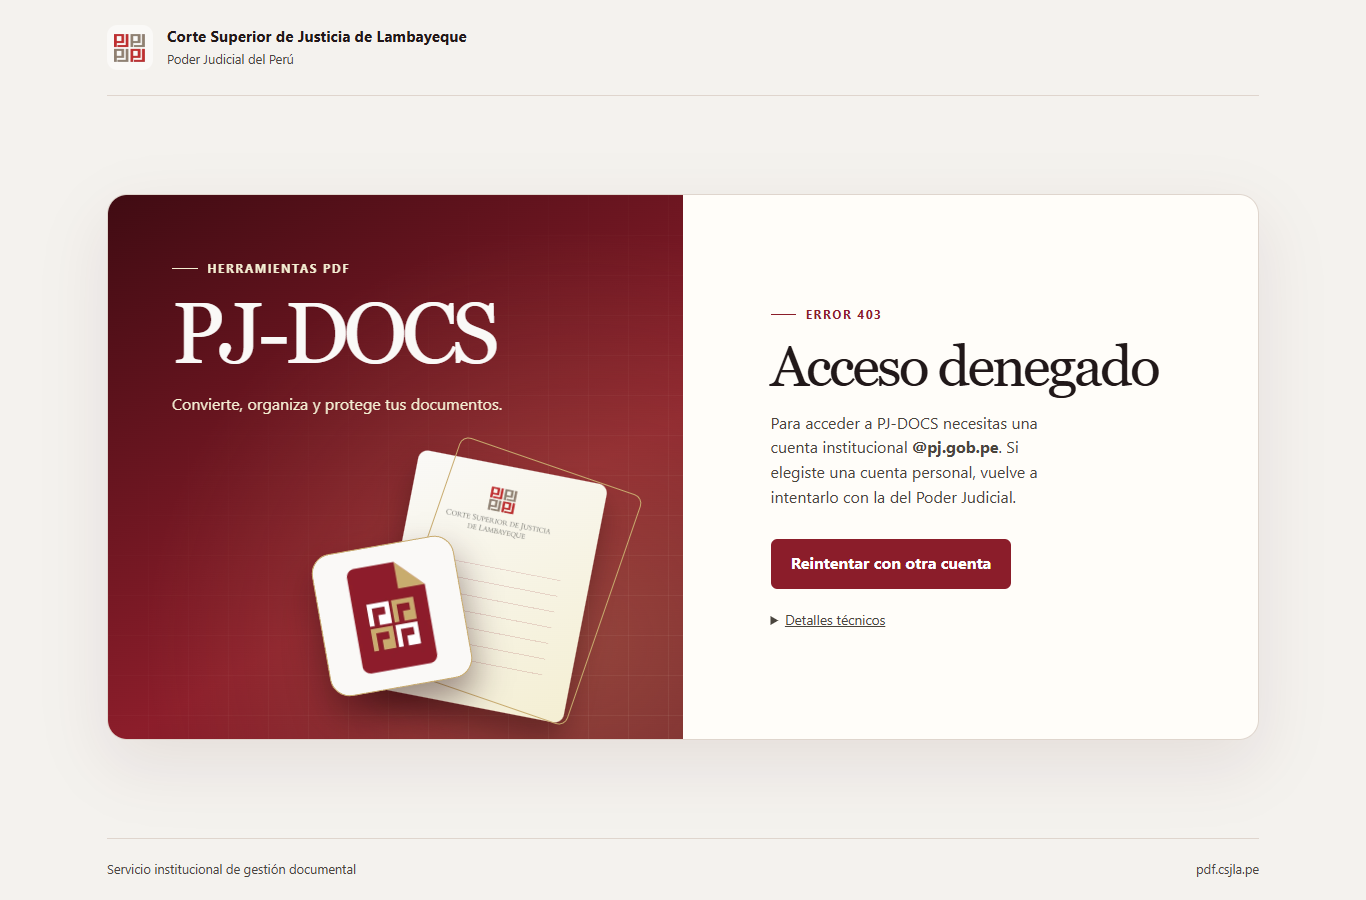 Corte Superior de Justicia de Lambayeque
Poder Judicial del Perú
HERRAMIENTAS PDF
PJ-DOCS
Convierte, organiza y protege tus documentos.
CORTE SUPERIOR DE JUSTICIA
DE LAMBAYEQUE
ERROR 403
Acceso denegado
Para acceder a PJ-DOCS necesitas una
cuenta institucional @pj.gob.pe. Si
elegiste una cuenta personal, vuelve a
intentarlo con la del Poder Judicial.
Reintentar con otra cuenta
Detalles técnicos
Servicio institucional de gestión documental
pdf.csjla.pe